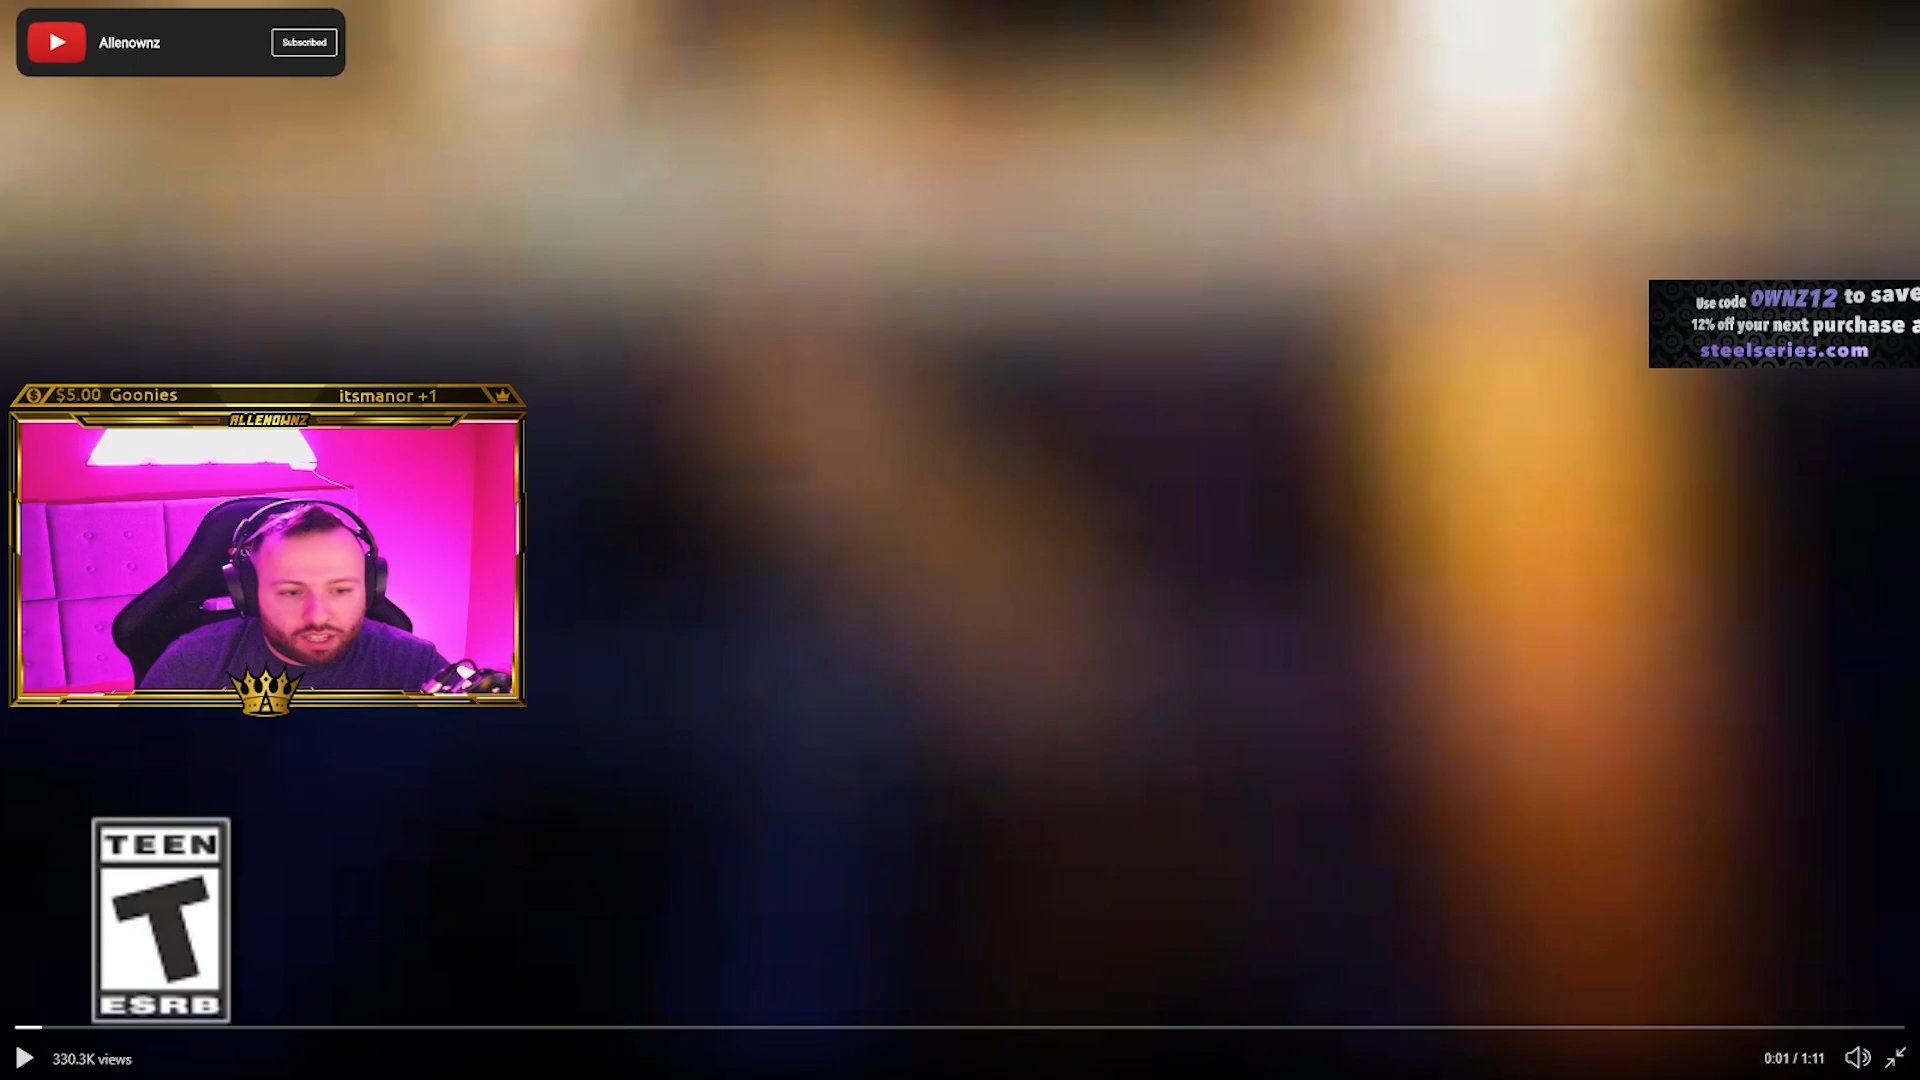 Allenownz
Subscribed
Use code OWNZ12 to save
12% off your next purchase a
steelseries.com
$5.00 Goonies
itsmanor +1
ALLENOWNZ
A
TEEN
T
ESRB
330.3K views
0:01 / 1:11